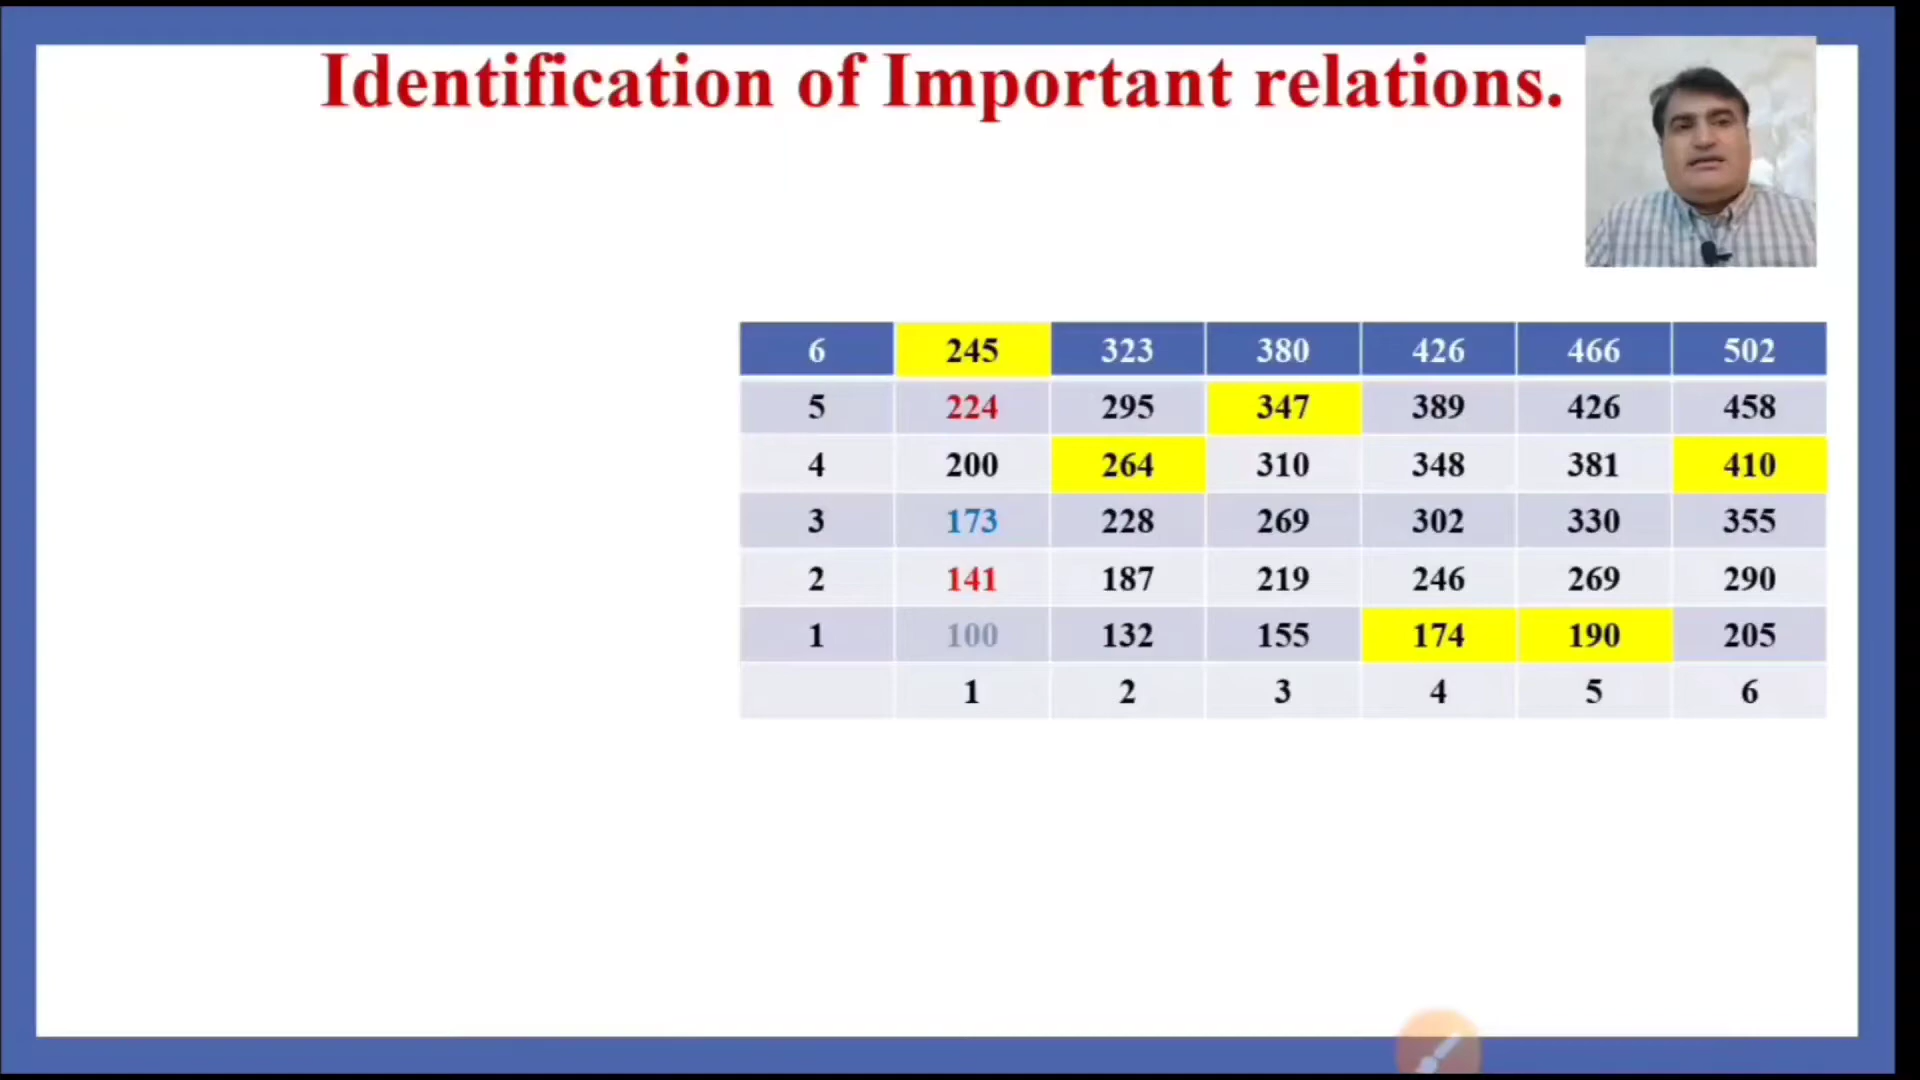 Identification of Important relations.
6 245 323 380 426 466 502
5 224 295 347 389 426 458
4 200 264 310 348 381 410
3 173 228 269 302 330 355
2 141 187 219 246 269 290
1 100 132 155 174 190 205
1 2 3 4 5 6